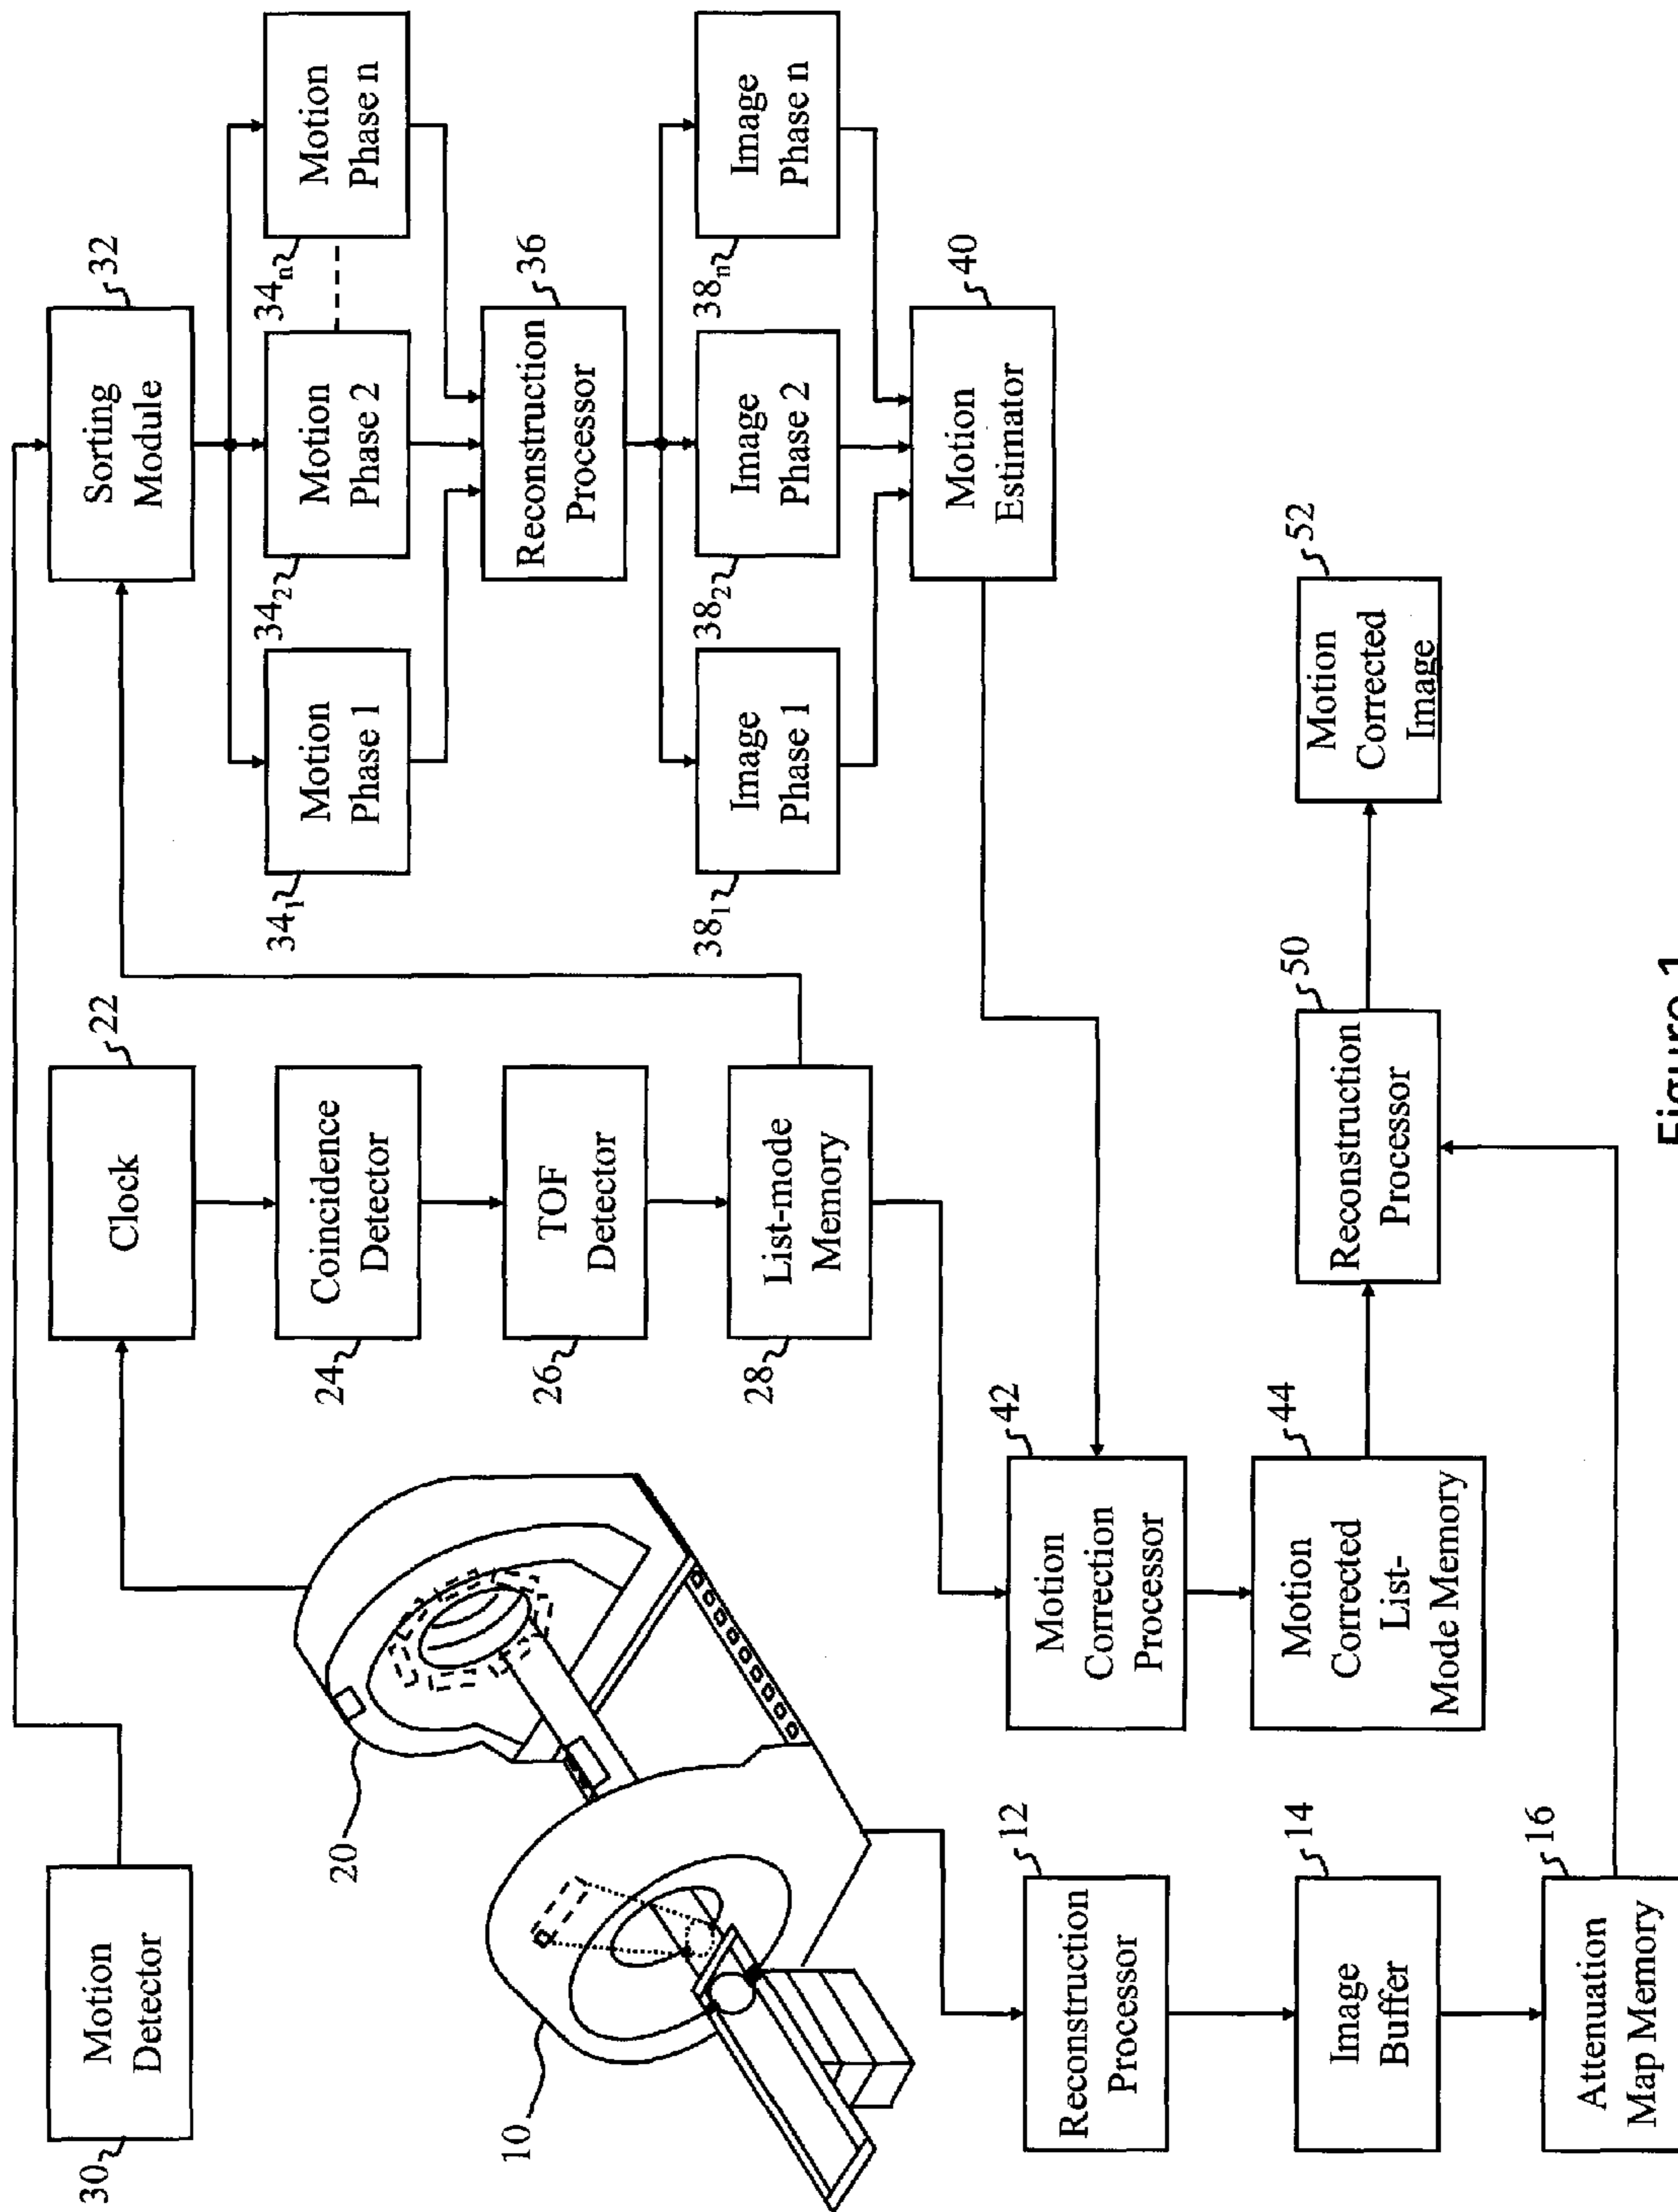 Motion
Detector
30
20
10
Clock
22
Coincidence
Detector
24
TOF
Detector
26
List-mode
Memory
28
Sorting
Module
32
Motion
Phase 1
34₁
Motion
Phase 2
34₂
Motion
Phase n
34ₙ
Reconstruction
Processor
36
Image
Phase 1
38₁
Image
Phase 2
38₂
Image
Phase n
38ₙ
Motion
Estimator
40
Motion
Correction
Processor
42
Motion
Corrected
List-
Mode Memory
44
Reconstruction
Processor
12
Image
Buffer
14
Attenuation
Map Memory
16
Reconstruction
Processor
50
Motion
Corrected
Image
52
Figure 1